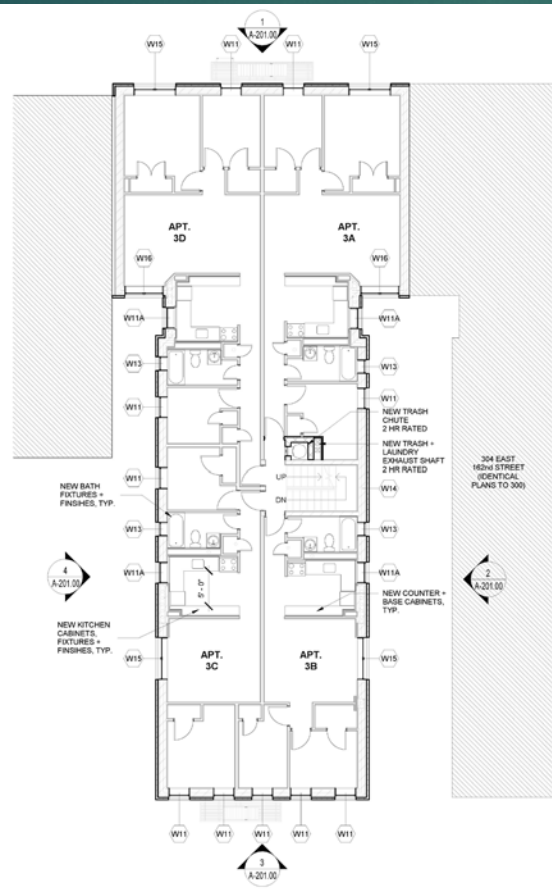 1
A-201.00
W15
W11
W11
W15
APT.
3D
APT.
3A
W16
W16
W11A
W11A
W13
W13
W11
W11
NEW TRASH
CHUTE
2 HR RATED
NEW TRASH +
LAUNDRY
EXHAUST SHAFT
2 HR RATED
304 EAST
162nd STREET
(IDENTICAL
PLANS TO 300)
UP
DN
W11
W14
NEW BATH
FIXTURES +
FINSIHES, TYP.
W13
W13
4
A-201.00
2
A-201.00
W11A
W11A
5' - 0"
NEW COUNTER +
BASE CABINETS,
TYP.
NEW KITCHEN
CABINETS,
FIXTURES +
FINSIHES, TYP.
W15
W15
APT.
3C
APT.
3B
W11
W11
W11
W11
W11
3
A-201.00